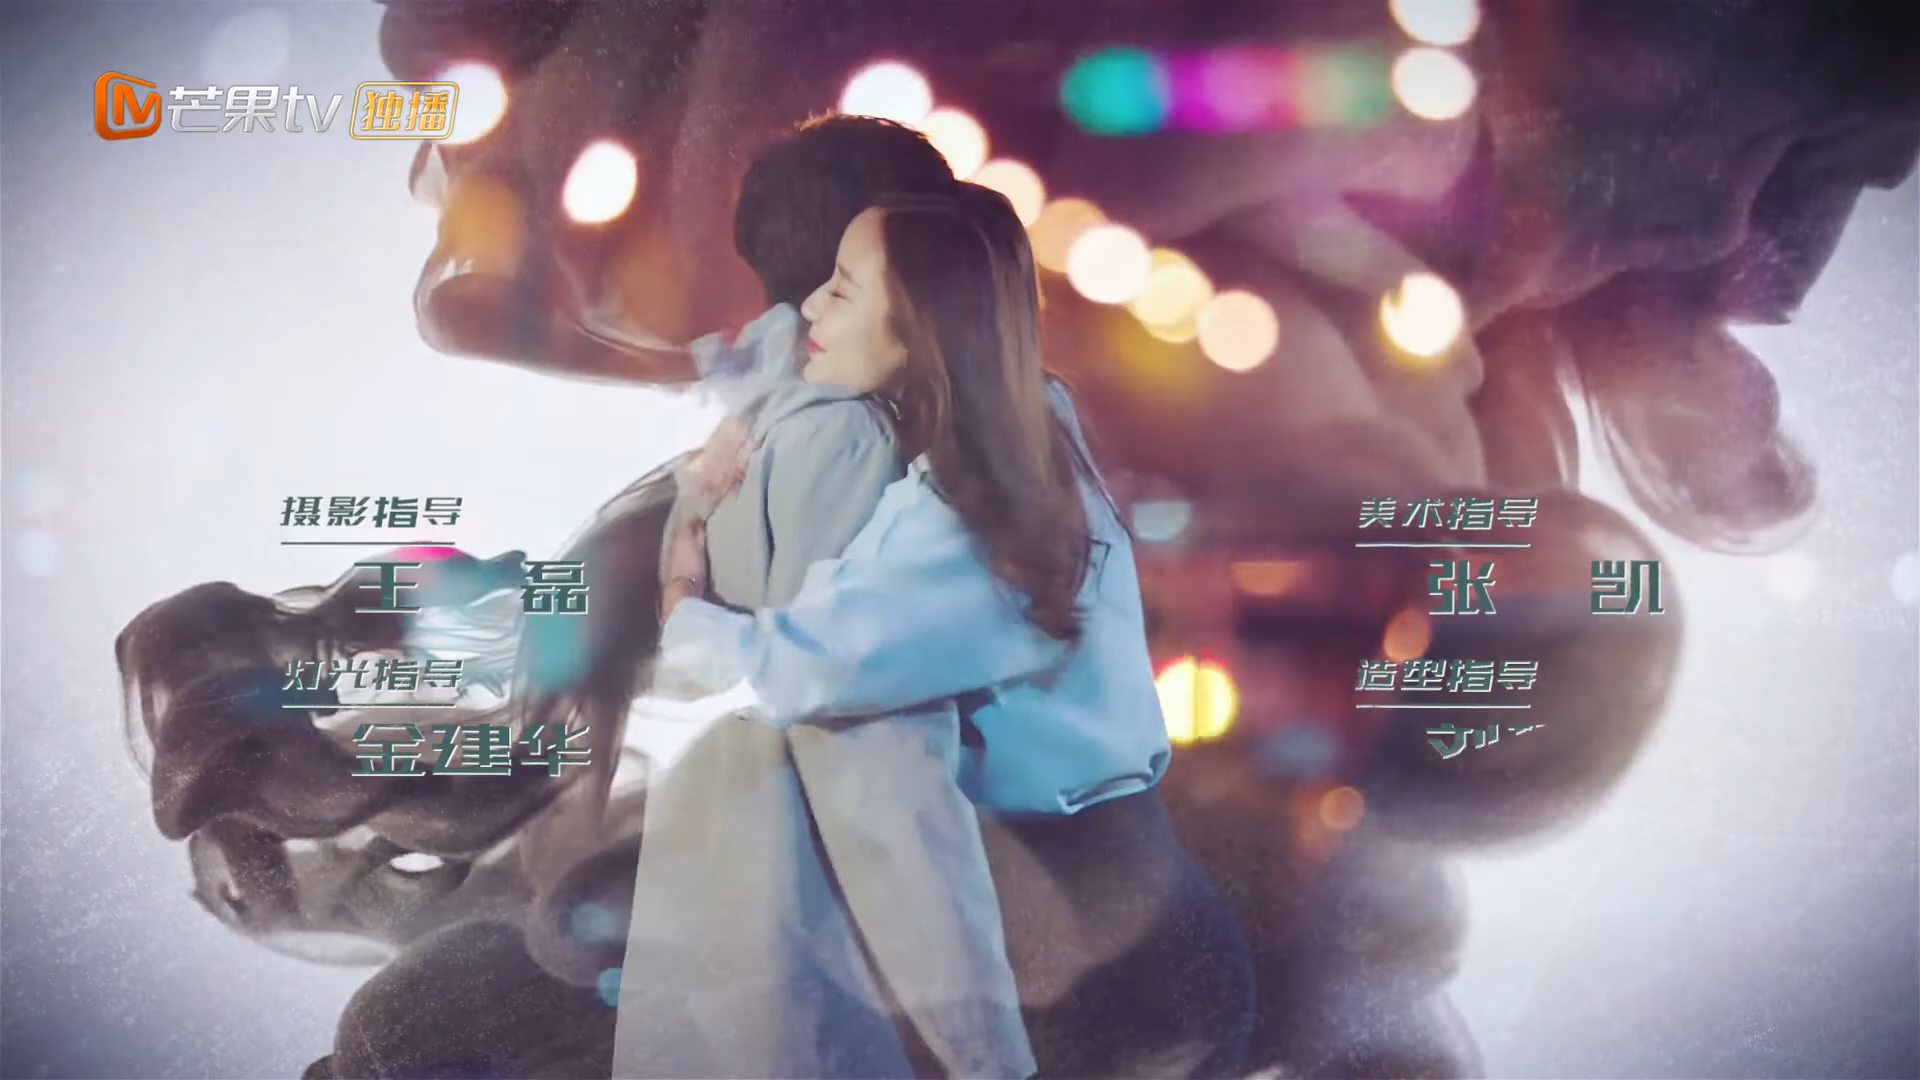 芒果tv 独播
摄影指导
王 磊
灯光指导
金建华
美术指导
张 凯
造型指导